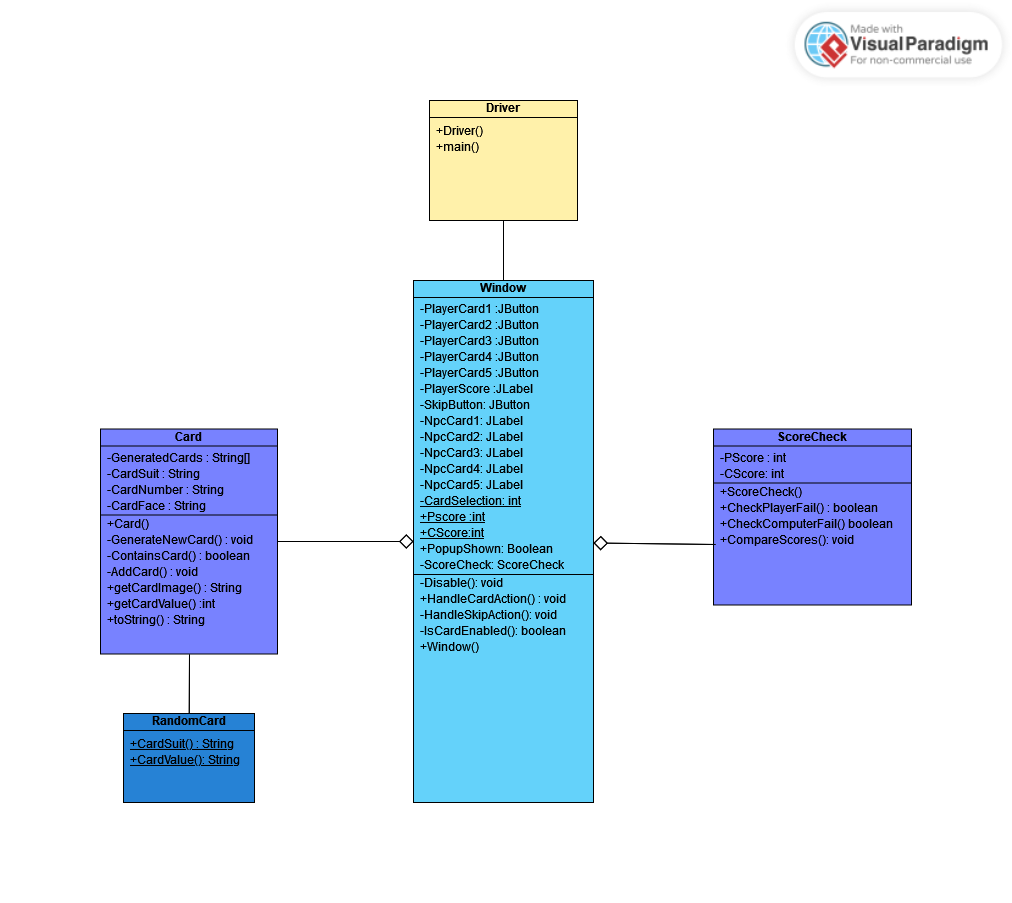 Made with
Visual Paradigm
For non-commercial use
Driver
+Driver()
+main()
Window
-PlayerCard1 :JButton
-PlayerCard2 :JButton
-PlayerCard3 :JButton
-PlayerCard4 :JButton
-PlayerCard5 :JButton
-PlayerScore :JLabel
-SkipButton: JButton
-NpcCard1: JLabel
-NpcCard2: JLabel
-NpcCard3: JLabel
-NpcCard4: JLabel
-NpcCard5: JLabel
-CardSelection: int
+Pscore :int
+CScore:int
+PopupShown: Boolean
-ScoreCheck: ScoreCheck
-Disable(): void
+HandleCardAction() : void
-HandleSkipAction(): void
-IsCardEnabled(): boolean
+Window()
Card
-GeneratedCards : String[]
-CardSuit : String
-CardNumber : String
-CardFace : String
+Card()
-GenerateNewCard() : void
-ContainsCard() : boolean
-AddCard() : void
+getCardImage() : String
+getCardValue() :int
+toString() : String
ScoreCheck
-PScore : int
-CScore: int
+ScoreCheck()
+CheckPlayerFail() : boolean
+CheckComputerFail() boolean
+CompareScores(): void
RandomCard
+CardSuit() : String
+CardValue(): String